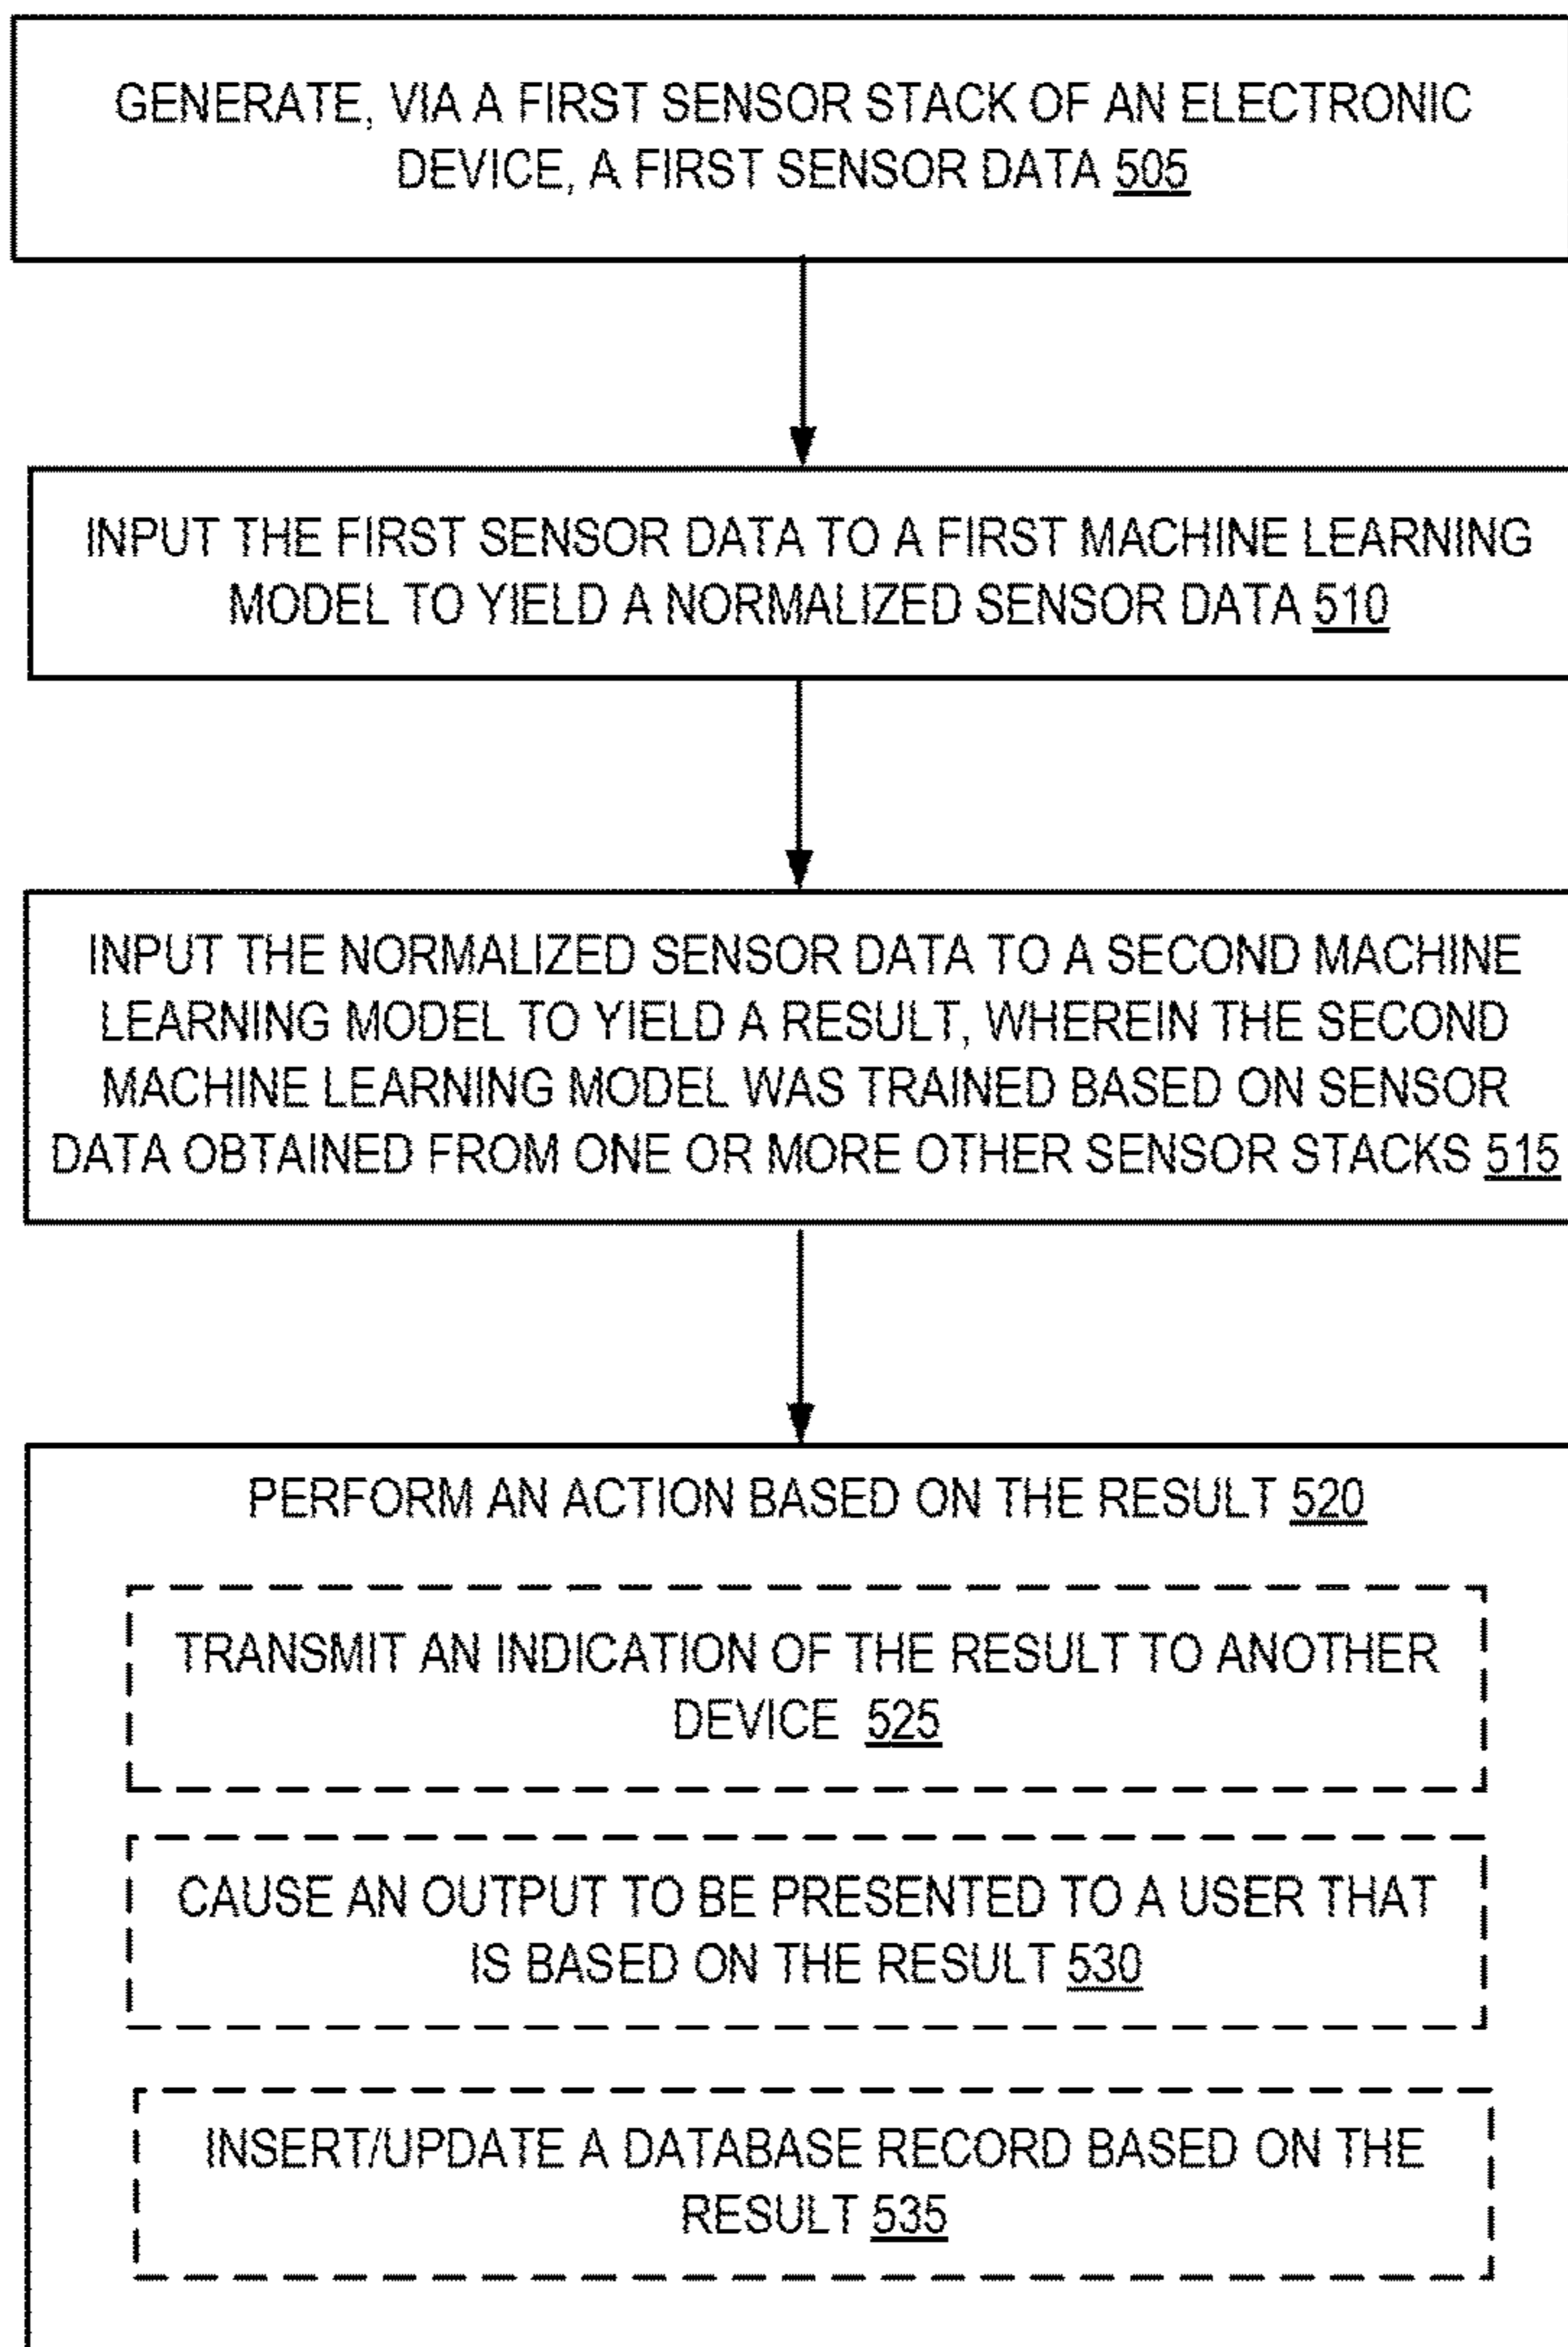 GENERATE, VIA A FIRST SENSOR STACK OF AN ELECTRONIC
DEVICE, A FIRST SENSOR DATA 505
INPUT THE FIRST SENSOR DATA TO A FIRST MACHINE LEARNING
MODEL TO YIELD A NORMALIZED SENSOR DATA 510
INPUT THE NORMALIZED SENSOR DATA TO A SECOND MACHINE
LEARNING MODEL TO YIELD A RESULT, WHEREIN THE SECOND
MACHINE LEARNING MODEL WAS TRAINED BASED ON SENSOR
DATA OBTAINED FROM ONE OR MORE OTHER SENSOR STACKS 515
PERFORM AN ACTION BASED ON THE RESULT 520
TRANSMIT AN INDICATION OF THE RESULT TO ANOTHER
DEVICE 525
CAUSE AN OUTPUT TO BE PRESENTED TO A USER THAT
IS BASED ON THE RESULT 530
INSERT/UPDATE A DATABASE RECORD BASED ON THE
RESULT 535